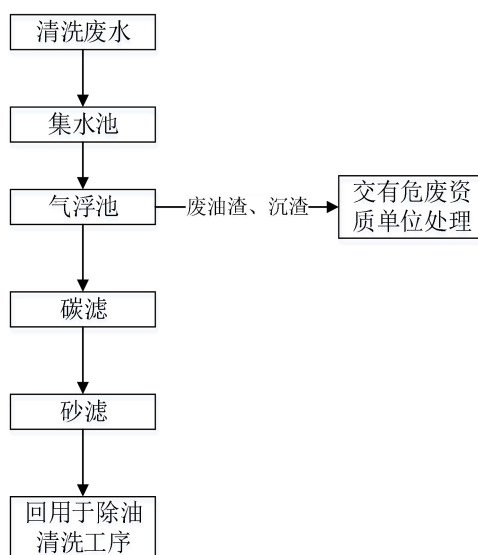 清洗废水
集水池
气浮池
废油渣、沉渣
交有危废资
质单位处理
碳滤
砂滤
回用于除油
清洗工序